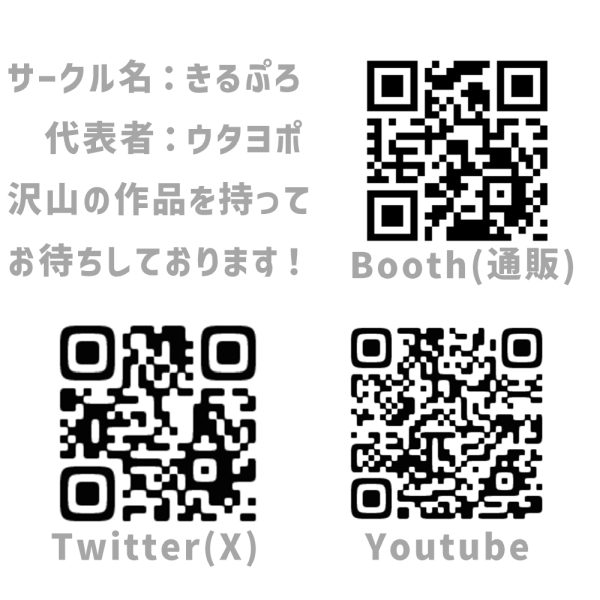 サークル名：きるぷろ
代表者：ウタヨポ
沢山の作品を持って
お待ちしております！
Booth(通販)
Twitter(X)
Youtube